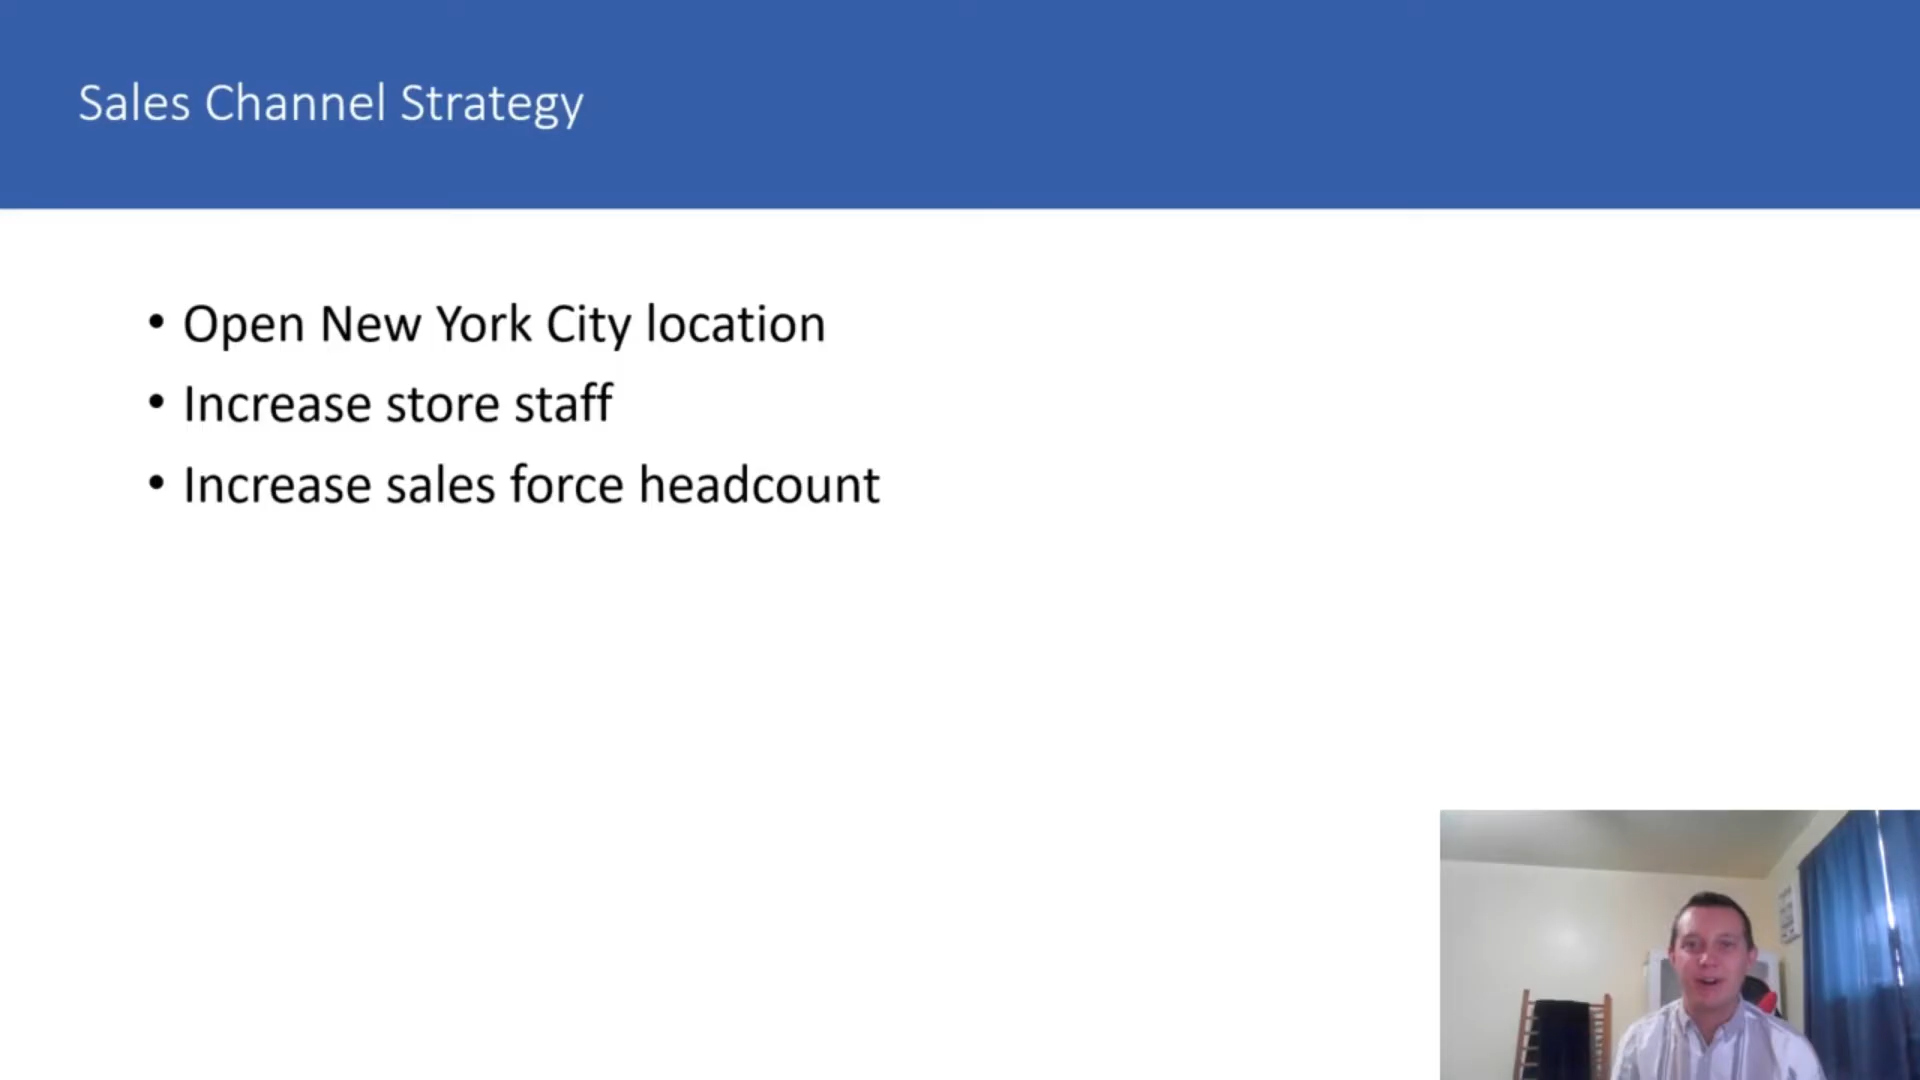 Sales Channel Strategy
• Open New York City location
• Increase store staff
• Increase sales force headcount